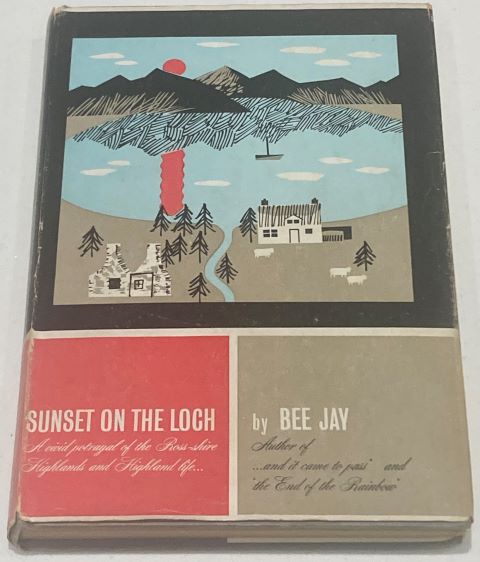 SUNSET ON THE LOCH
A vivid potrayal of the Ross-shire
Highlands and Highland life...
by BEE JAY
Author of
...and it came to pass" and
"the End of the Rainbow"